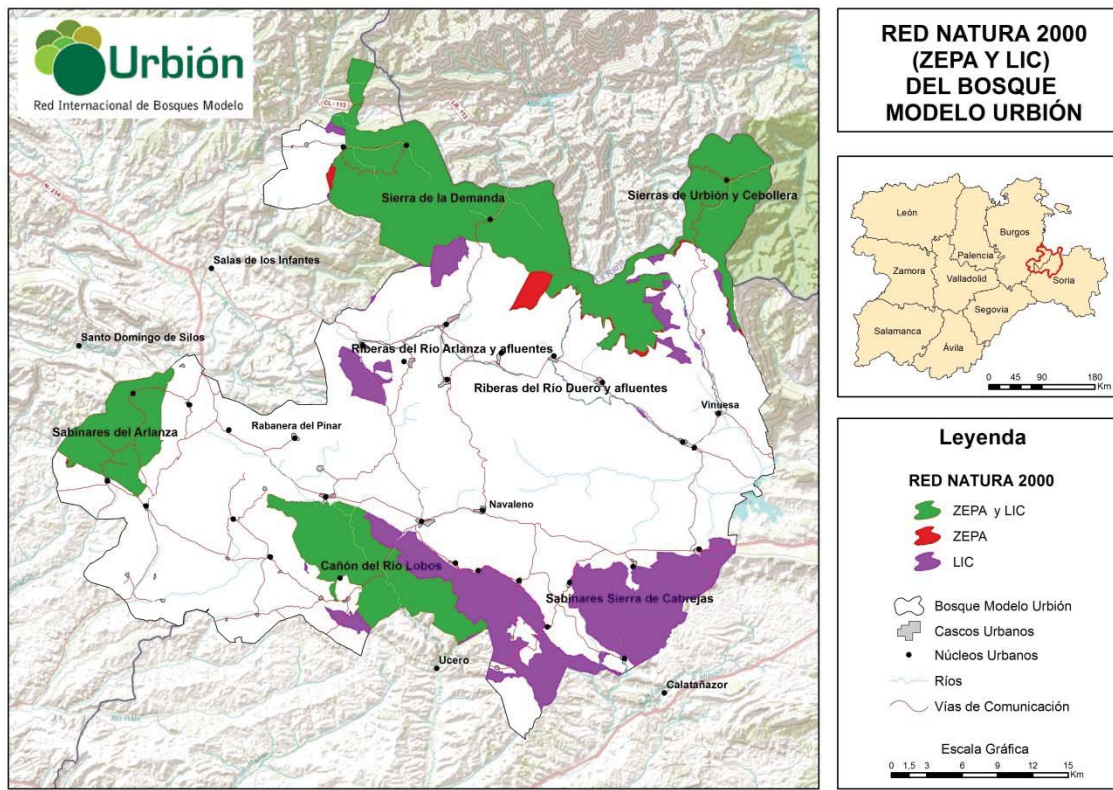 Urbión
Red Internacional de Bosques Modelo
CL-113
LR-113
N-234
Sierra de la Demanda
Sierras de Urbión y Cebollera
Salas de los Infantes
Santo Domingo de Silos
Riberas del Río Arlanza y afluentes
Riberas del Río Duero y afluentes
Vinuesa
Sabinares del Arlanza
Rabanera del Pinar
Navaleno
Cañón del Río Lobos
Sabinares Sierra de Cabrejas
Ucero
Calatañazor
RED NATURA 2000
(ZEPA Y LIC)
DEL BOSQUE
MODELO URBIÓN
León
Burgos
Palencia
Zamora
Valladolid
Soria
Segovia
Salamanca
Ávila
0 45 90 180
Km
Leyenda
RED NATURA 2000
ZEPA y LIC
ZEPA
LIC
Bosque Modelo Urbión
Cascos Urbanos
Núcleos Urbanos
Ríos
Vías de Comunicación
Escala Gráfica
0 1,5 3 6 9 12 15
Km